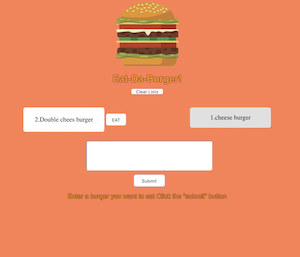 Eat-Da-Burger!
Clear Lists
2.Double chees burger
EAT
1.cheese burger
Submit
Enter a burger you want to eat Click the "submit" button